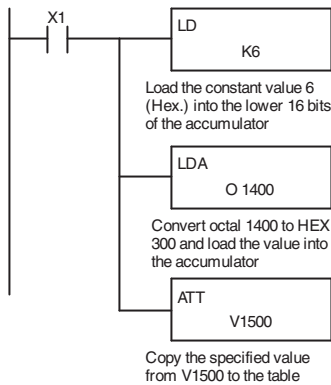 X1
LD
K6
Load the constant value 6
(Hex.) into the lower 16 bits
of the accumulator
LDA
O 1400
Convert octal 1400 to HEX
300 and load the value into
the accumulator
ATT
V1500
Copy the specified value
from V1500 to the table